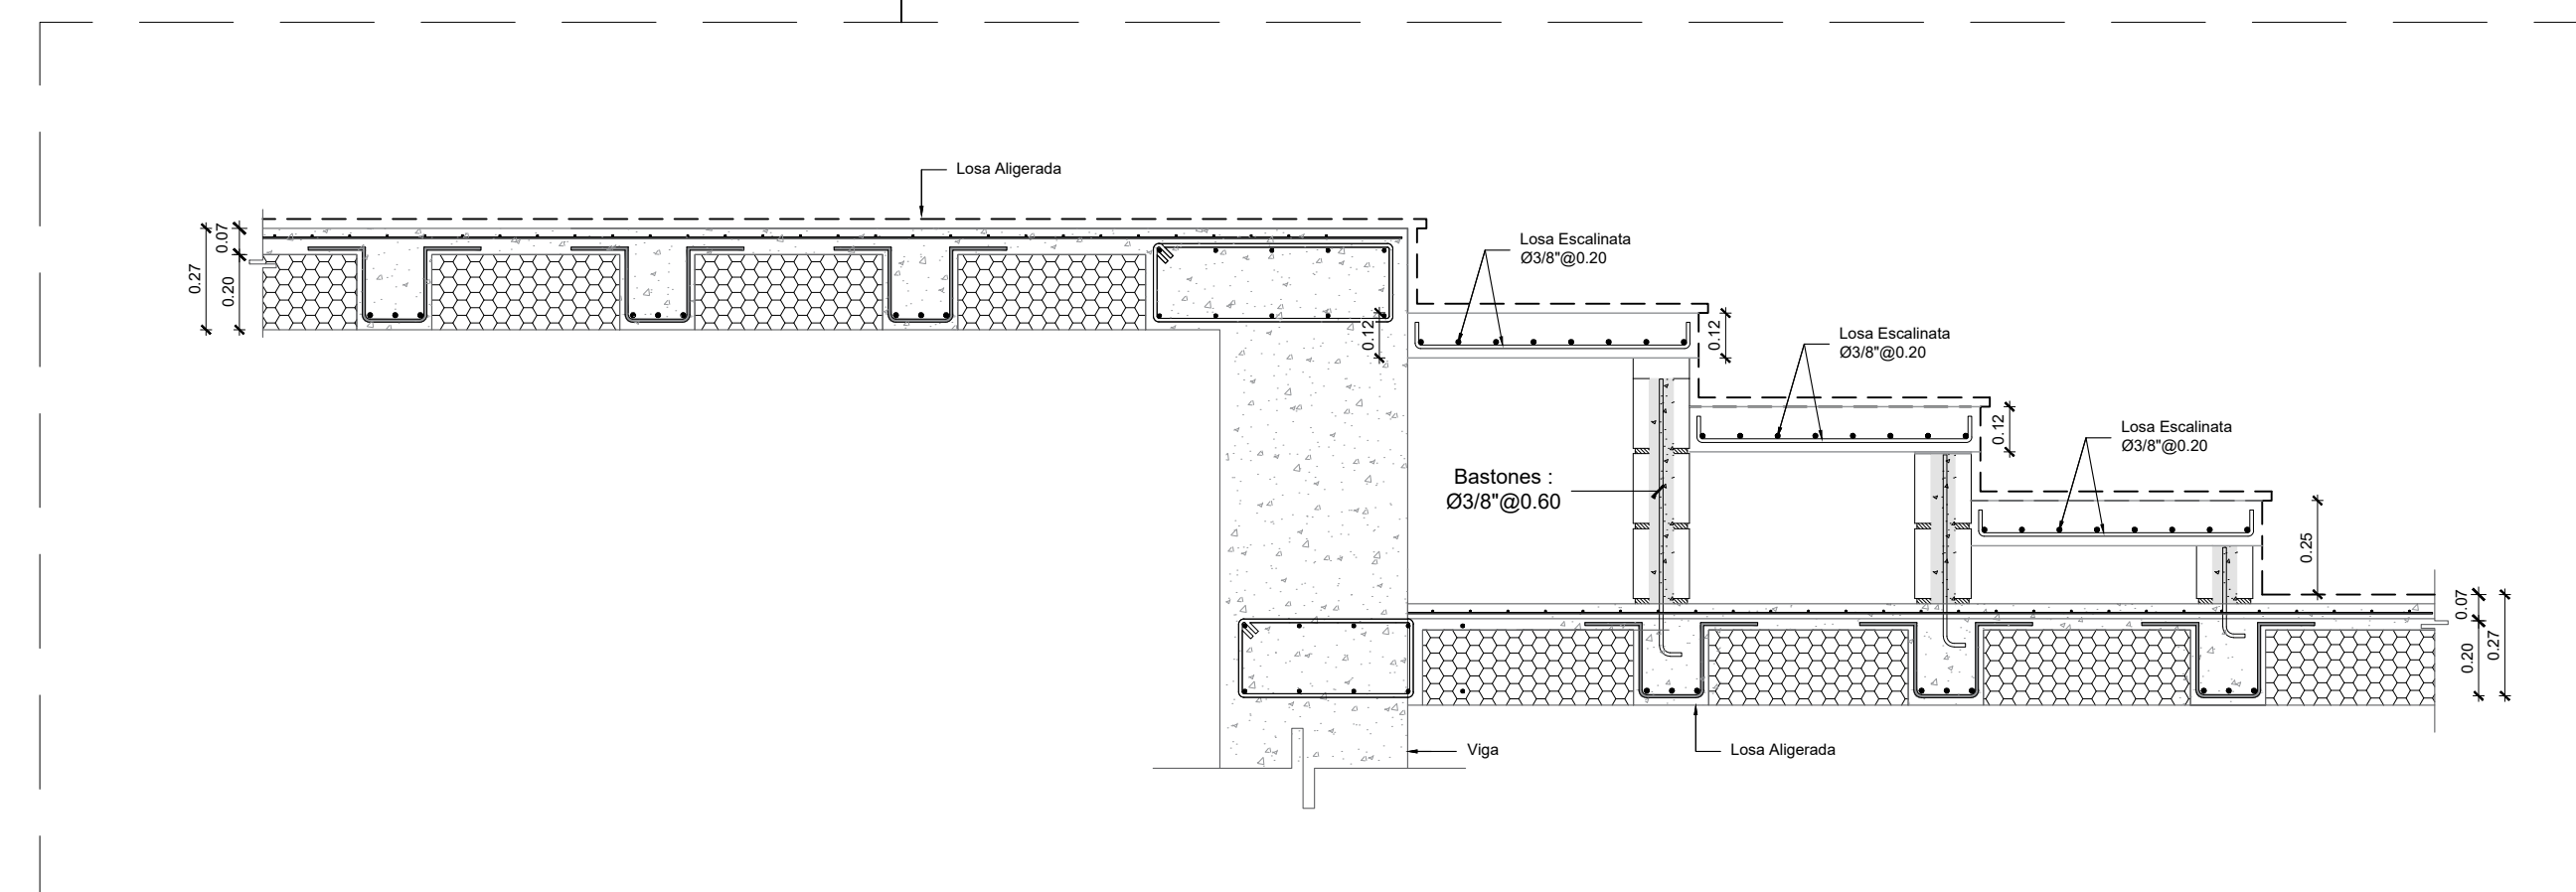 Losa Aligerada
0.07
0.27
0.20
Losa Escalinata
Ø3/8"@0.20
0.12
0.12
Losa Escalinata
Ø3/8"@0.20
0.12
Losa Escalinata
Ø3/8"@0.20
Bastones :
Ø3/8"@0.60
0.25
0.07
0.20
0.27
Viga
Losa Aligerada